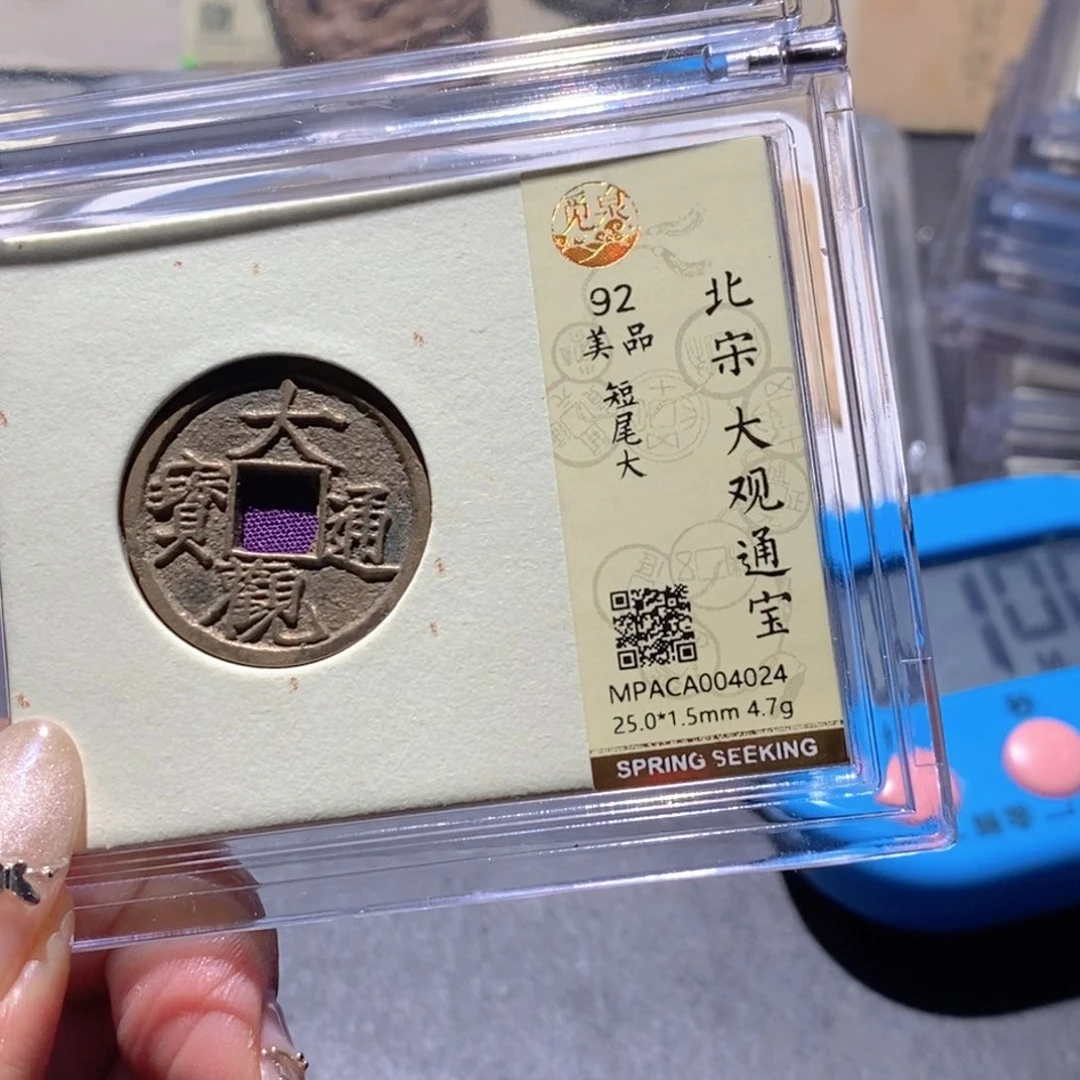 大
寶 通
觀
觅泉
92
美品
短尾大
北宋大观通宝
MPACA004024
25.0*1.5mm 4.7g
SPRING SEEKING